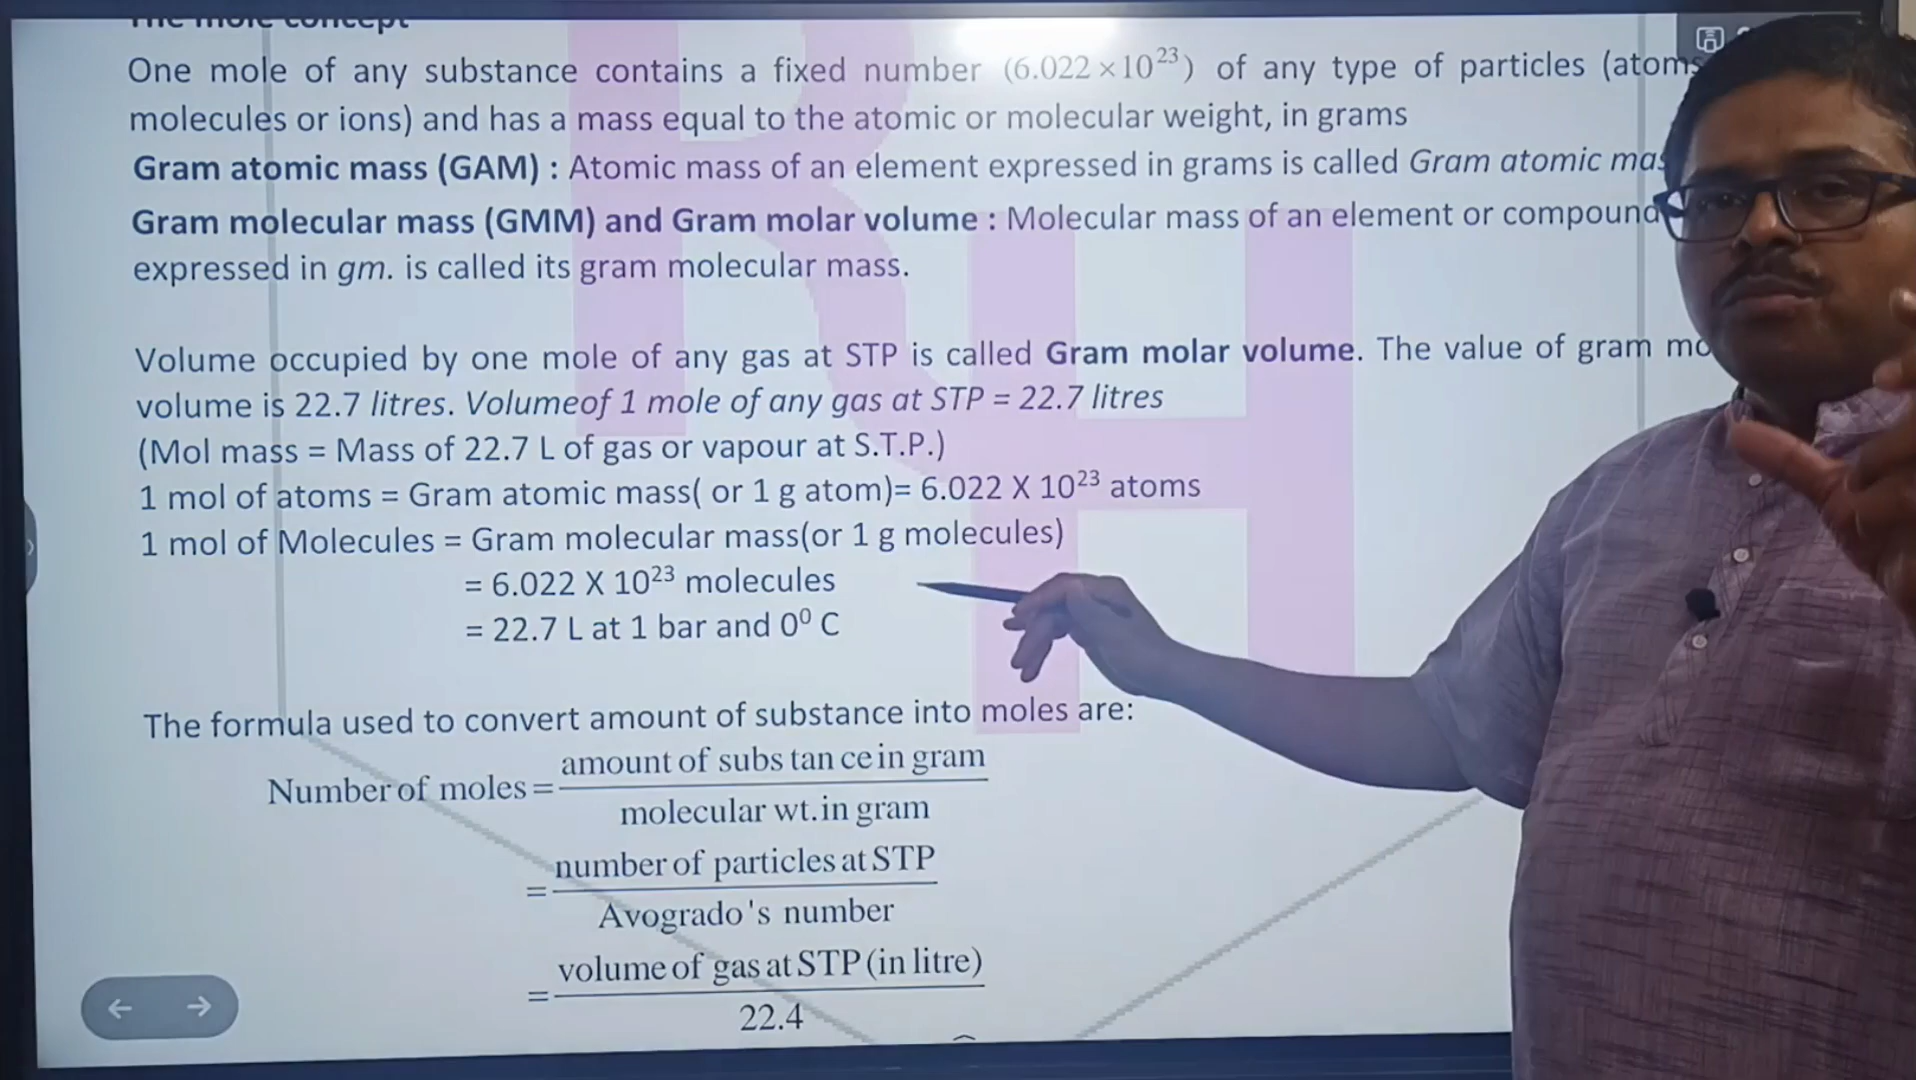 The mole concept
One mole of any substance contains a fixed number (6.022×10²³) of any type of particles (atoms
molecules or ions) and has a mass equal to the atomic or molecular weight, in grams
Gram atomic mass (GAM) : Atomic mass of an element expressed in grams is called Gram atomic mas
Gram molecular mass (GMM) and Gram molar volume : Molecular mass of an element or compound
expressed in gm. is called its gram molecular mass.
Volume occupied by one mole of any gas at STP is called Gram molar volume. The value of gram mo
volume is 22.7 litres. Volumeof 1 mole of any gas at STP = 22.7 litres
(Mol mass = Mass of 22.7 L of gas or vapour at S.T.P.)
1 mol of atoms = Gram atomic mass( or 1 g atom)= 6.022 X 10²³ atoms
1 mol of Molecules = Gram molecular mass(or 1 g molecules)
= 6.022 X 10²³ molecules
= 22.7 L at 1 bar and 0⁰ C
The formula used to convert amount of substance into moles are:
Number of moles = amount of subs tan ce in gram
molecular wt. in gram
= number of particles at STP
Avogrado's number
= volume of gas at STP (in litre)
22.4